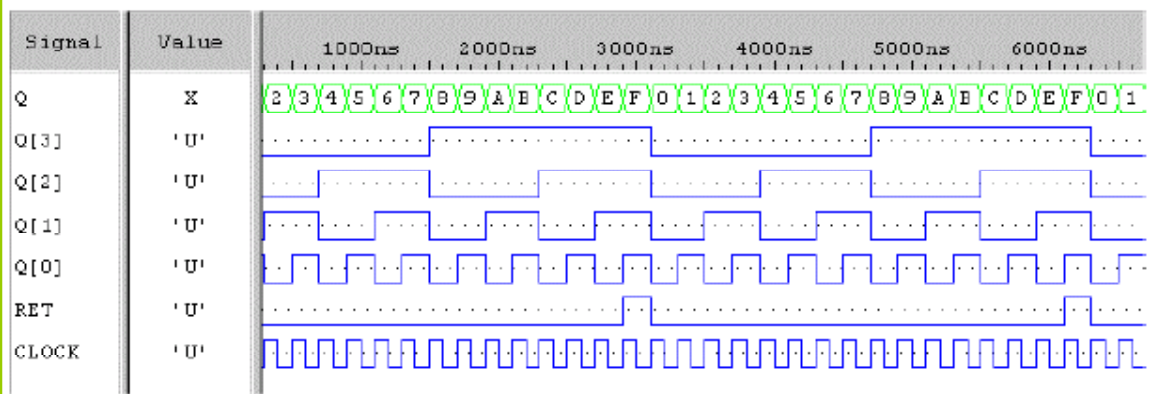 Signal Value 1000ns 2000ns 3000ns 4000ns 5000ns 6000ns
Q X 2 3 4 5 6 7 8 9 A B C D E F 0 1 2 3 4 5 6 7 8 9 A B C D E F 0 1
Q[3] 'U'
Q[2] 'U'
Q[1] 'U'
Q[0] 'U'
RET 'U'
CLOCK 'U'